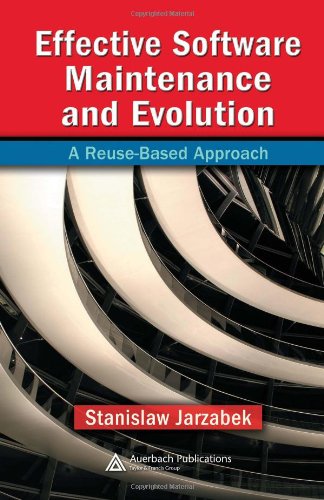 Effective Software
Maintenance
and Evolution
A Reuse-Based Approach
Stanislaw Jarzabek
Auerbach Publications
Taylor & Francis Group